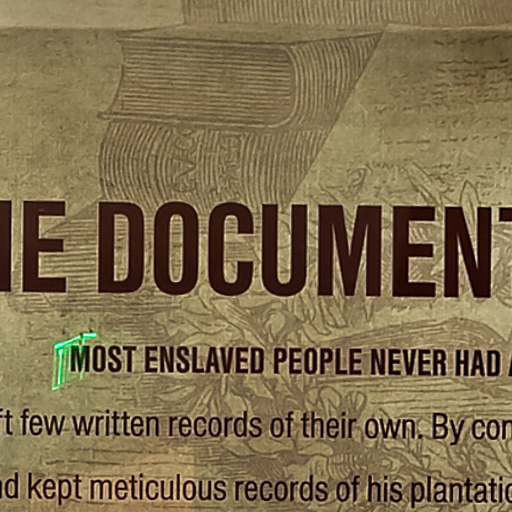 DOCUMENT
MOST ENSLAVED PEOPLE NEVER HAD
few written records of their own. By
kept meticulous records of his